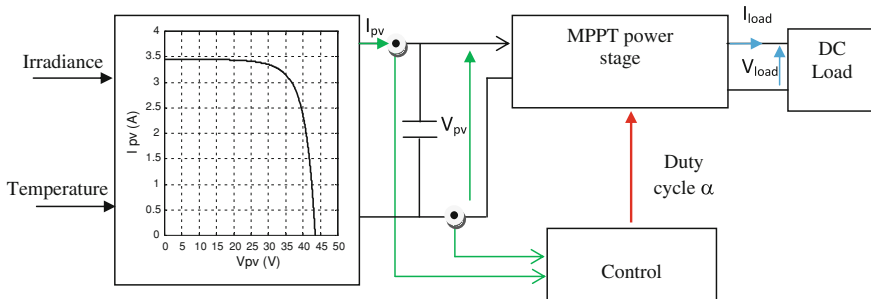 Irradiance
Temperature
I pv (A)
4
3.5
3
2.5
2
1.5
1
0.5
0
0 5 10 15 20 25 30 35 40 45 50
Vpv (V)
Ipv
Vpv
MPPT power
stage
Iload
Vload
DC
Load
Duty
cycle α
Control